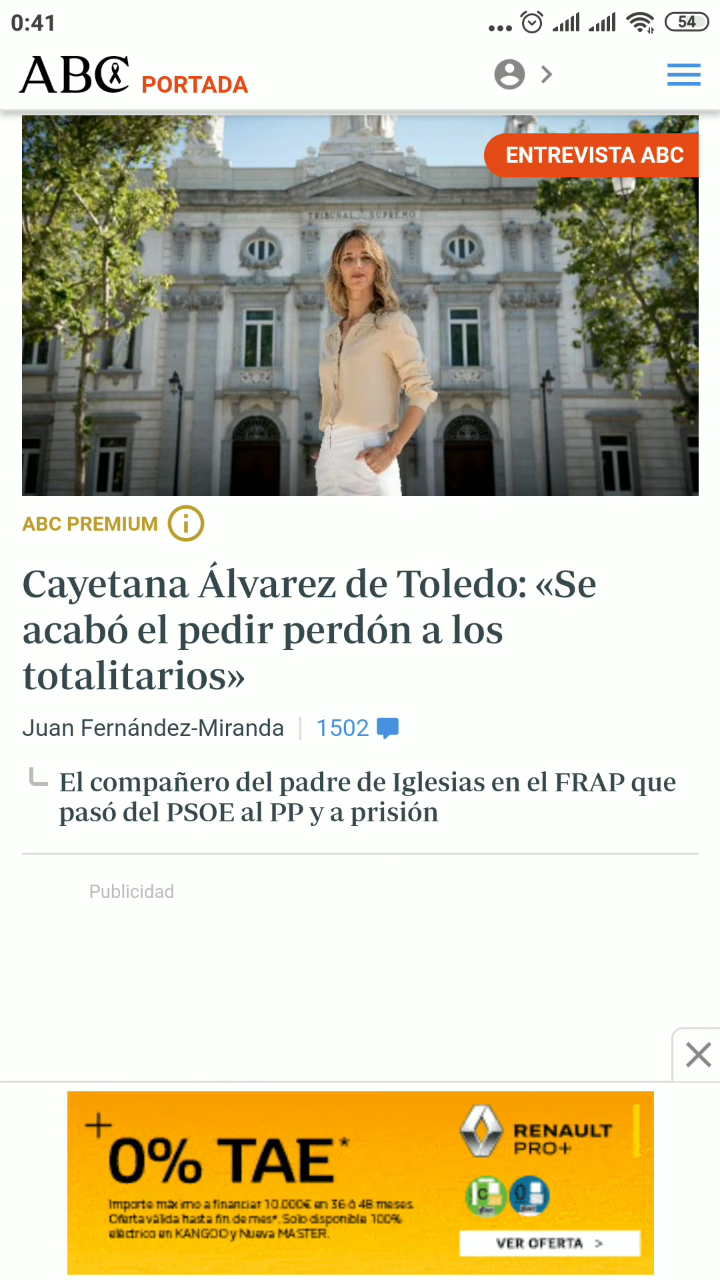 0:41
54
ABC PORTADA
ENTREVISTA ABC
TRIBUNAL SUPREMO
ABC PREMIUM
Cayetana Álvarez de Toledo: «Se
acabó el pedir perdón a los
totalitarios»
Juan Fernández-Miranda 1502
El compañero del padre de Iglesias en el FRAP que
pasó del PSOE al PP y a prisión
Publicidad
+
0% TAE*
Importe máximo a financiar 10.000€ en 36 ó 48 meses.
Oferta válida hasta fin de mes*. Solo disponible 100%
eléctrico en KANGOO y Nueva MASTER.
RENAULT
PRO+
C 0
VER OFERTA >